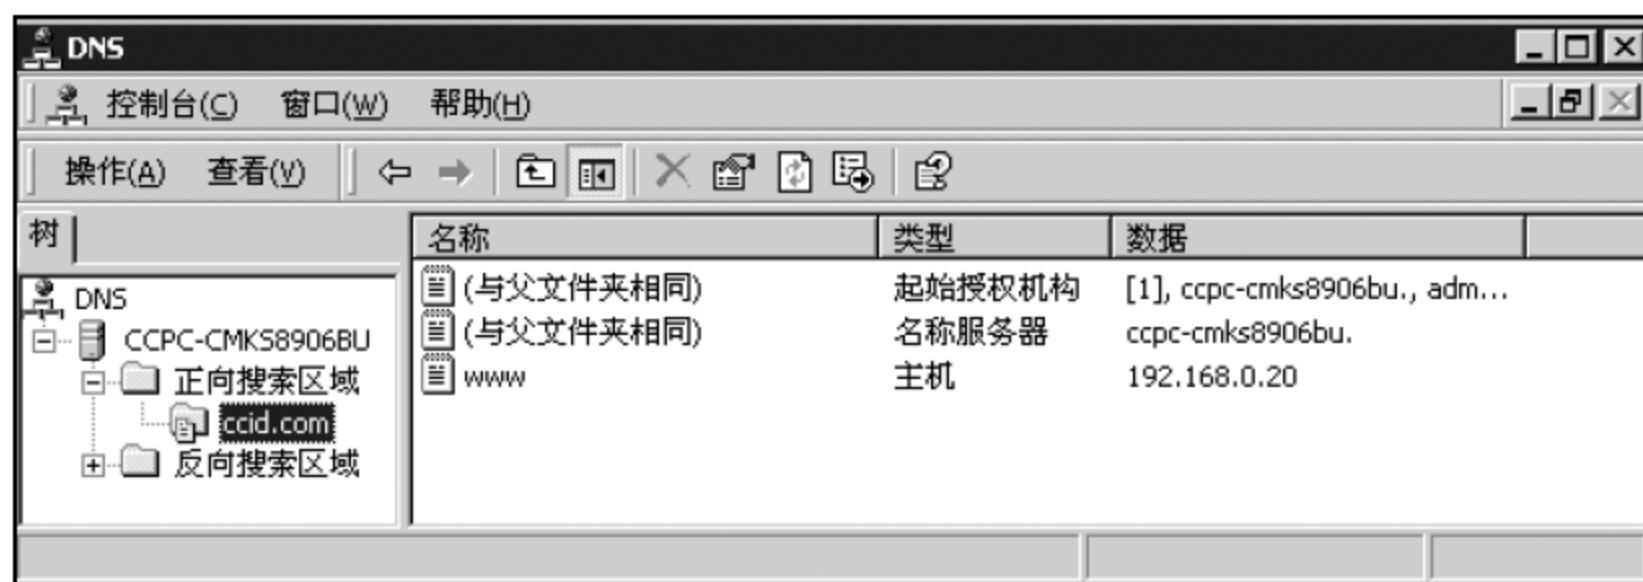 DNS
控制台(C) 窗口(W) 帮助(H)
操作(A) 查看(V)
树
名称 类型 数据
DNS
CCPC-CMKS8906BU
正向搜索区域
ccid.com
反向搜索区域
(与父文件夹相同) 起始授权机构 [1], ccpc-cmks8906bu., adm...
(与父文件夹相同) 名称服务器 ccpc-cmks8906bu.
www 主机 192.168.0.20